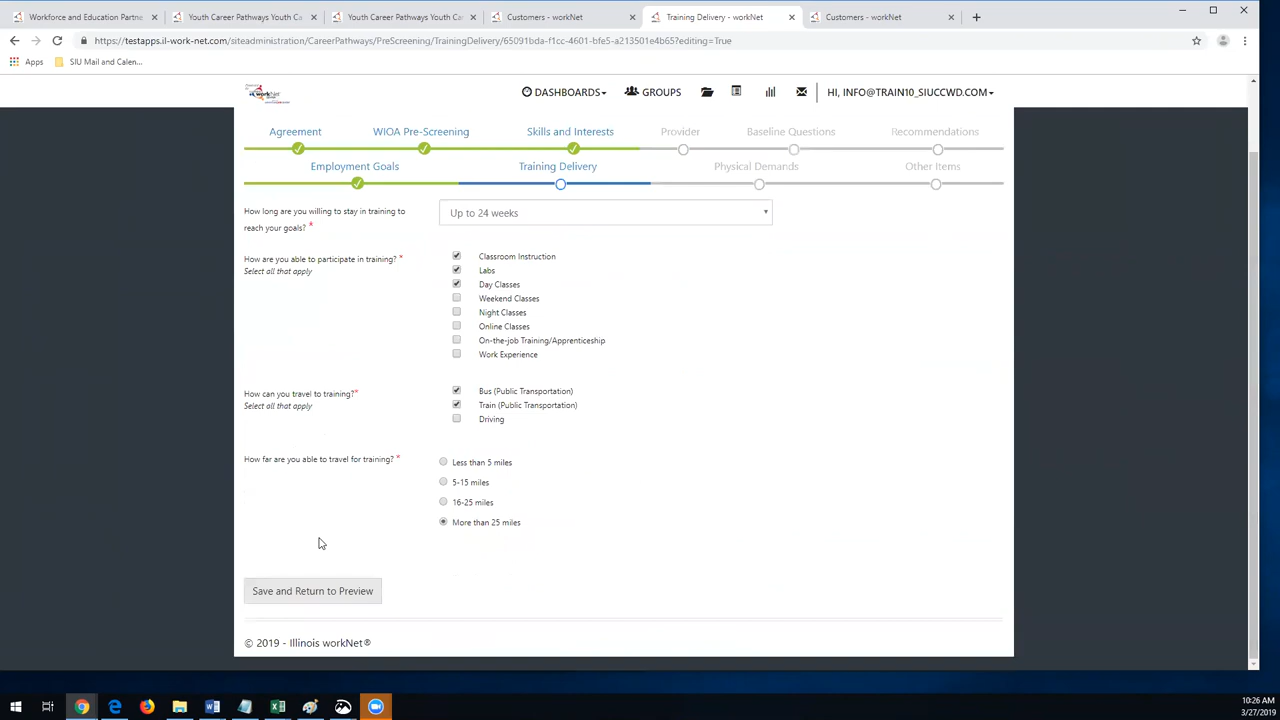 Workforce and Education Partne
Youth Career Pathways Youth Ca
Youth Career Pathways Youth Ca
Customers - workNet
Training Delivery - workNet
Customers - workNet
https://testapps.il-work-net.com/siteadministration/CareerPathways/PreScreening/TrainingDelivery/65091bda-f1cc-4601-bfe5-a213501e4b65?editing=True
Apps
SIU Mail and Calen...
workNet
DASHBOARDS
GROUPS
HI, INFO@TRAIN10_SIUCCWD.COM
Agreement
WIOA Pre-Screening
Skills and Interests
Provider
Baseline Questions
Recommendations
Employment Goals
Training Delivery
Physical Demands
Other Items
How long are you willing to stay in training to
reach your goals? *
Up to 24 weeks
How are you able to participate in training? *
Select all that apply
Classroom Instruction
Labs
Day Classes
Weekend Classes
Night Classes
Online Classes
On-the-job Training/Apprenticeship
Work Experience
How can you travel to training?*
Select all that apply
Bus (Public Transportation)
Train (Public Transportation)
Driving
How far are you able to travel for training? *
Less than 5 miles
5-15 miles
16-25 miles
More than 25 miles
Save and Return to Preview
© 2019 - Illinois workNet®
10:26 AM
3/27/2019